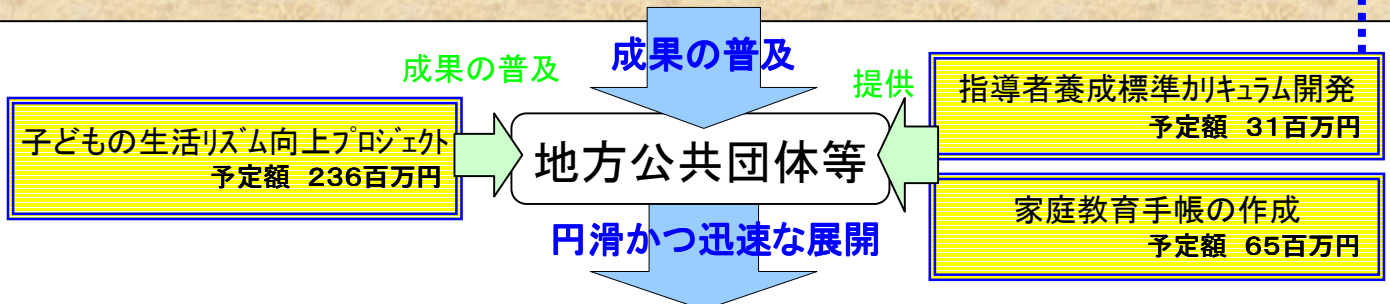 成果の普及
成果の普及
提供
指導者養成標準カリキュラム開発
予定額 31百万円
子どもの生活リズム向上プロジェクト
予定額 236百万円
地方公共団体等
家庭教育手帳の作成
予定額 65百万円
円滑かつ迅速な展開